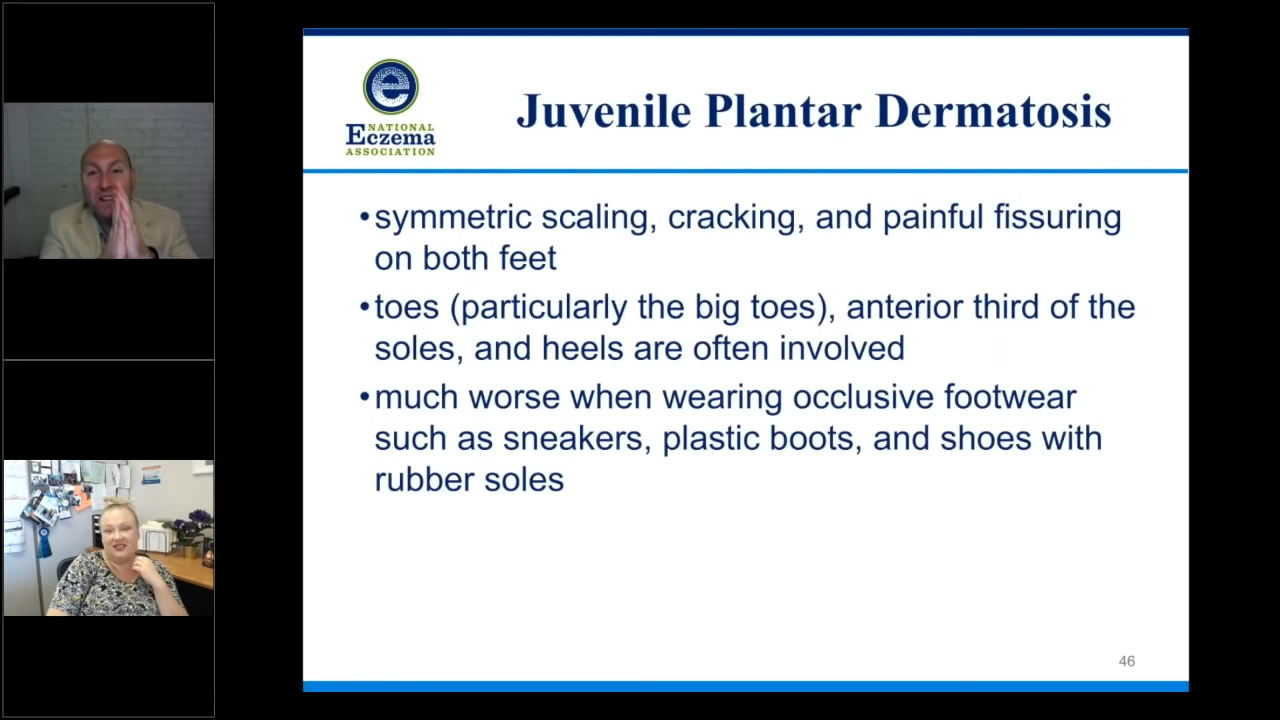 NATIONAL
Eczema
ASSOCIATION
Juvenile Plantar Dermatosis
•symmetric scaling, cracking, and painful fissuring
on both feet
•toes (particularly the big toes), anterior third of the
soles, and heels are often involved
•much worse when wearing occlusive footwear
such as sneakers, plastic boots, and shoes with
rubber soles
46